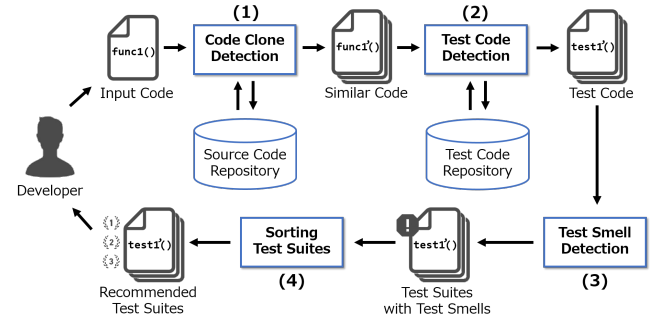 (1)
(2)
func1()
Code Clone
Detection
func1’()
Test Code
Detection
test1’()
Input Code
Similar Code
Test Code
Source Code
Repository
Test Code
Repository
Developer
{1}
{2}
{3}
test1’()
Sorting
Test Suites
!
test1’()
Test Smell
Detection
(4)
(3)
Recommended
Test Suites
Test Suites
with Test Smells